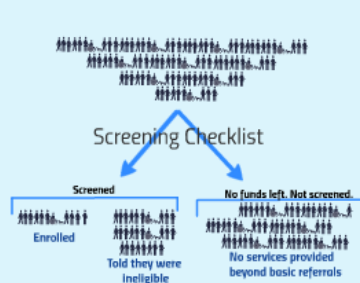 Screening Checklist
Screened
No funds left. Not screened.
Enrolled
Told they were
ineligible
No services provided
beyond basic referrals